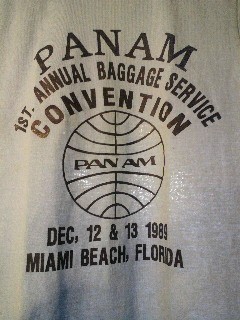 PANAM
1ST. ANNUAL BAGGAGE SERVICE
CONVENTION
PAN AM
DEC, 12 & 13 1989
MIAMI BEACH, FLORIDA